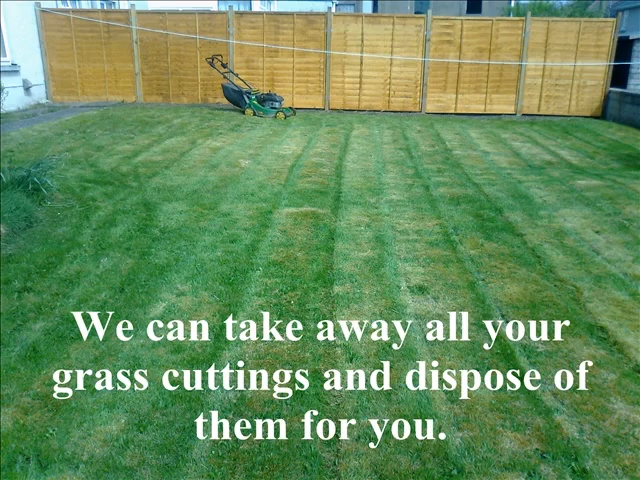 We can take away all your
grass cuttings and dispose of
them for you.